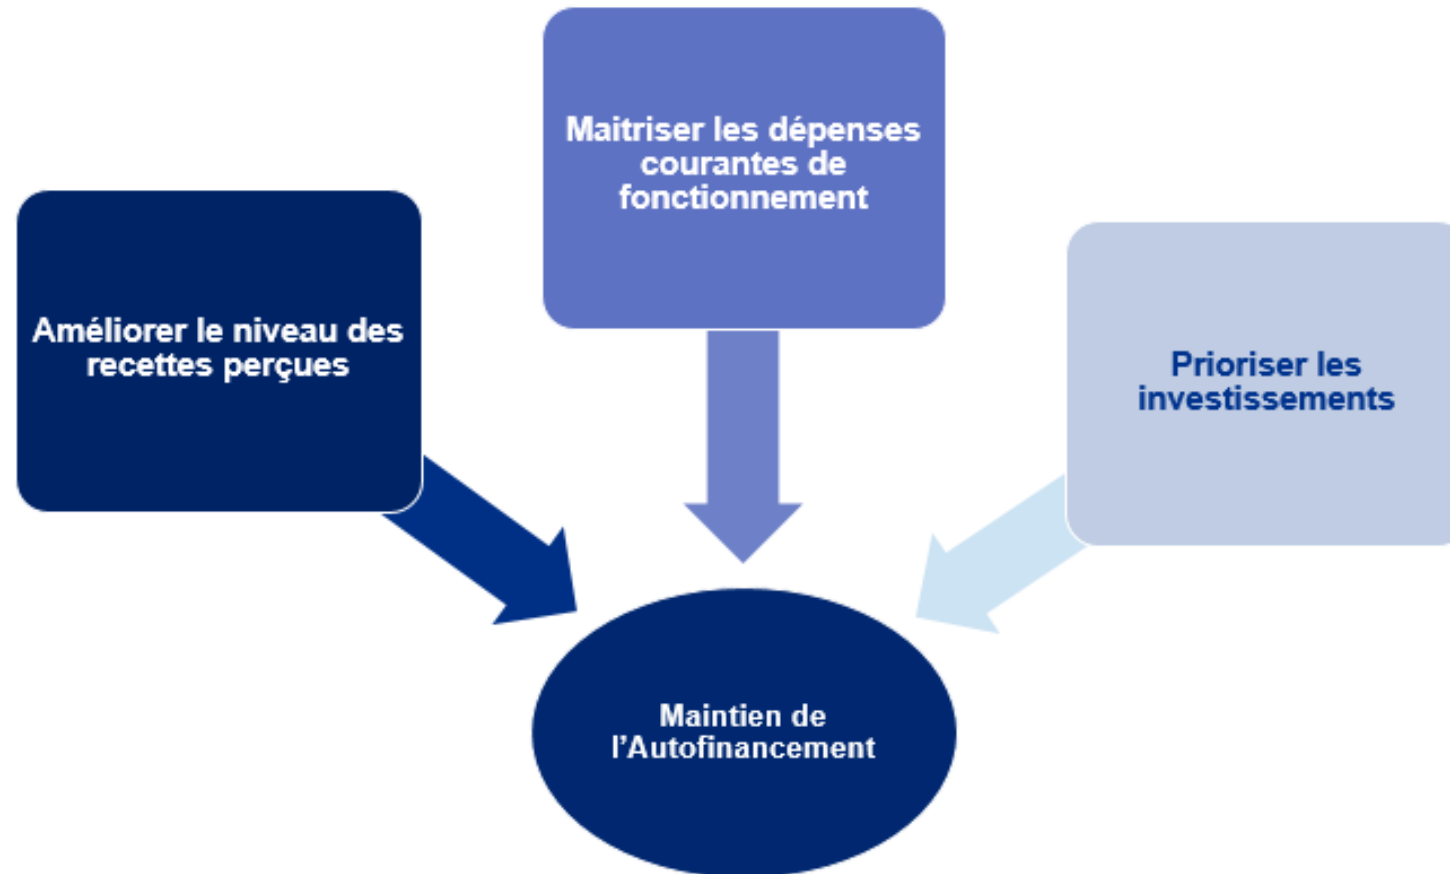 Maitriser les dépenses
courantes de
fonctionnement
Améliorer le niveau des
recettes perçues
Prioriser les
investissements
Maintien de
l’Autofinancement